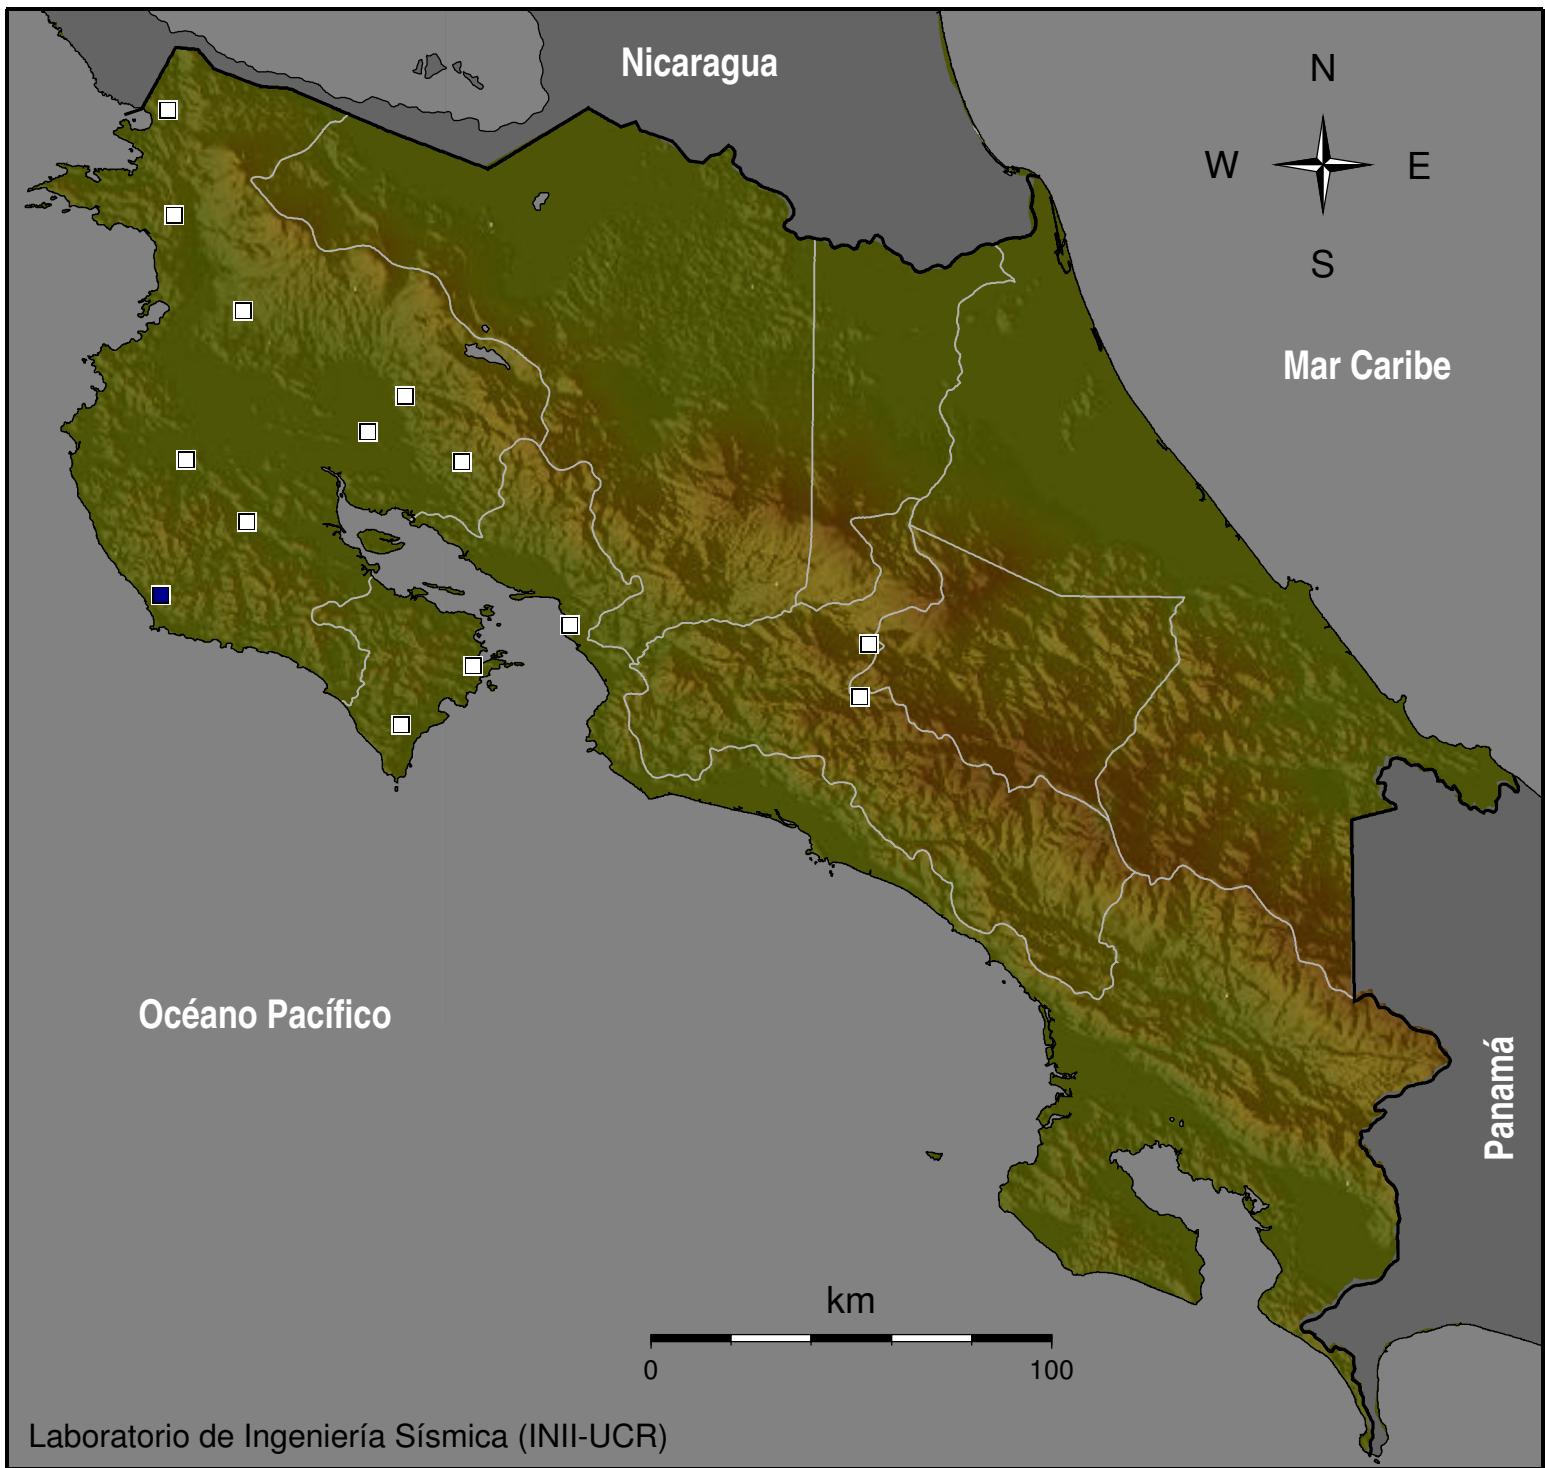 Nicaragua
N
W
E
S
Mar Caribe
Océano Pacífico
Panamá
km
0
100
Laboratorio de Ingeniería Sísmica (INII-UCR)